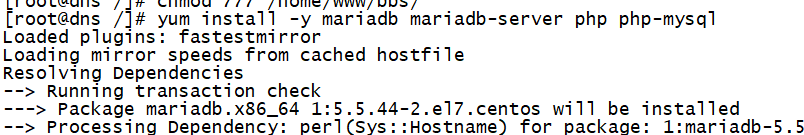 [root@dns /]# chmod 777 /home/www/bbs/
[root@dns /]# yum install -y mariadb mariadb-server php php-mysql
Loaded plugins: fastestmirror
Loading mirror speeds from cached hostfile
Resolving Dependencies
--> Running transaction check
---> Package mariadb.x86_64 1:5.5.44-2.el7.centos will be installed
--> Processing Dependency: perl(Sys::Hostname) for package: 1:mariadb-5.5